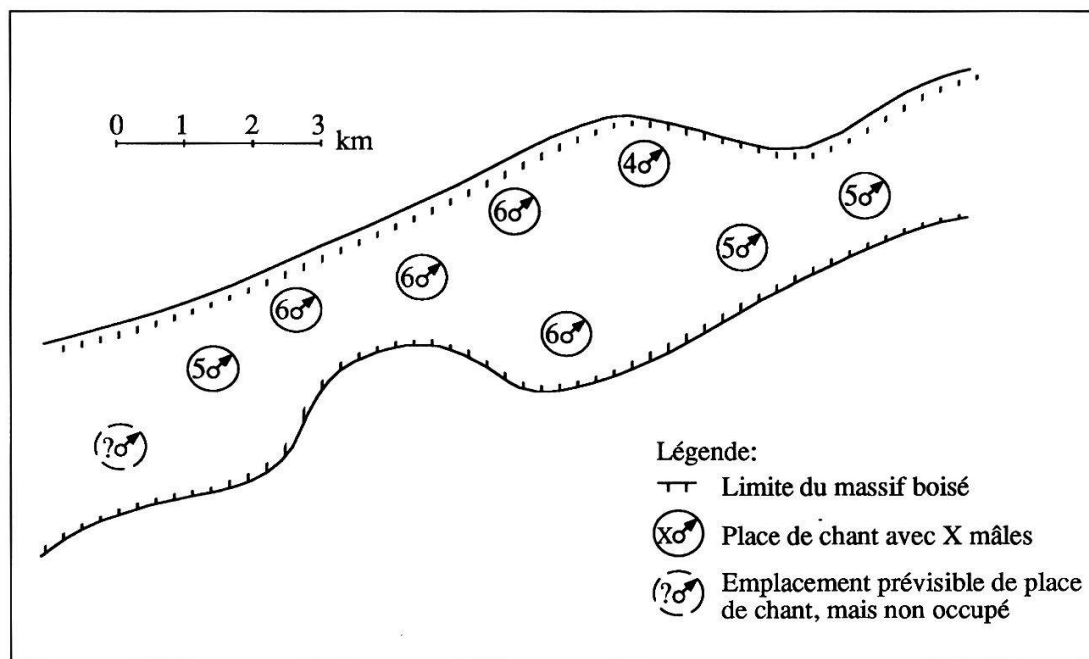 0 1 2 3 km
4♂
6♂
5♂
6♂
5♂
6♂
6♂
5♂
?♂
Légende:
Limite du massif boisé
X♂ Place de chant avec X mâles
?♂ Emplacement prévisible de place
de chant, mais non occupé